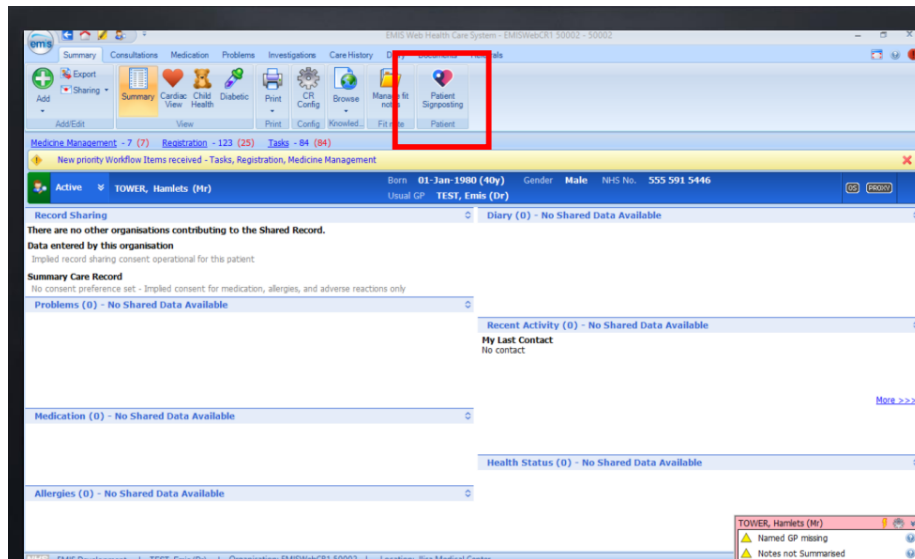 EMIS Web Health Care System - EMISWebCR1 50002 - 50002
emis
Summary Consultations Medication Problems Investigations Care History Diary Documents Referrals
Add
Export
Sharing
Summary
Cardiac View
Child Health
Diabetic
Print
CR Config
Browse
Manage fit notes
Patient Signposting
Add/Edit View Print Config Knowled... Fit note Patient
Medicine Management - 7 (7) Registration - 123 (25) Tasks - 84 (84)
New priority Workflow Items received - Tasks, Registration, Medicine Management
Active TOWER, Hamlets (Mr) Born 01-Jan-1980 (40y) Gender Male NHS No. 555 591 5446
Usual GP TEST, Emis (Dr)
OS PROXY
Record Sharing
There are no other organisations contributing to the Shared Record.
Data entered by this organisation
Implied record sharing consent operational for this patient
Summary Care Record
No consent preference set - Implied consent for medication, allergies, and adverse reactions only
Problems (0) - No Shared Data Available
Medication (0) - No Shared Data Available
Allergies (0) - No Shared Data Available
Diary (0) - No Shared Data Available
Recent Activity (0) - No Shared Data Available
My Last Contact
No contact
More >>>
Health Status (0) - No Shared Data Available
TOWER, Hamlets (Mr)
Named GP missing
Notes not Summarised